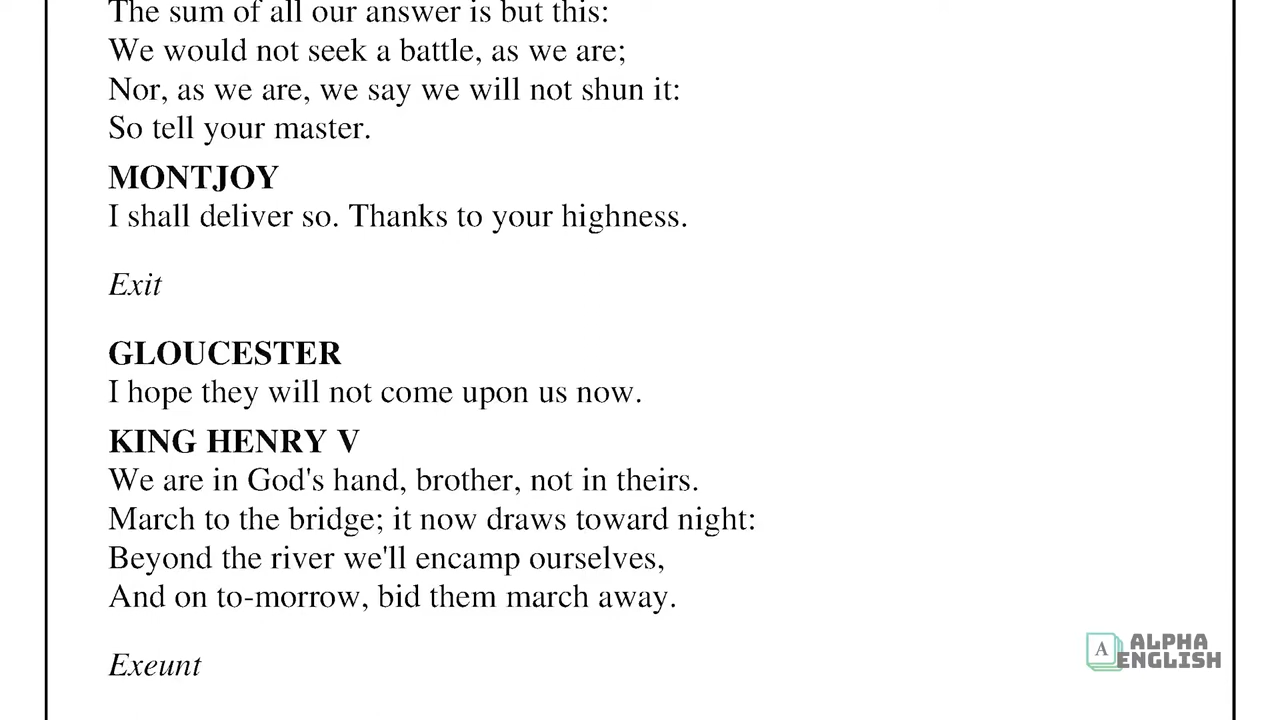 The sum of all our answer is but this:
We would not seek a battle, as we are;
Nor, as we are, we say we will not shun it:
So tell your master.
MONTJOY
I shall deliver so. Thanks to your highness.
Exit
GLOUCESTER
I hope they will not come upon us now.
KING HENRY V
We are in God's hand, brother, not in theirs.
March to the bridge; it now draws toward night:
Beyond the river we'll encamp ourselves,
And on to-morrow, bid them march away.
Exeunt
A
ALPHA
ENGLISH